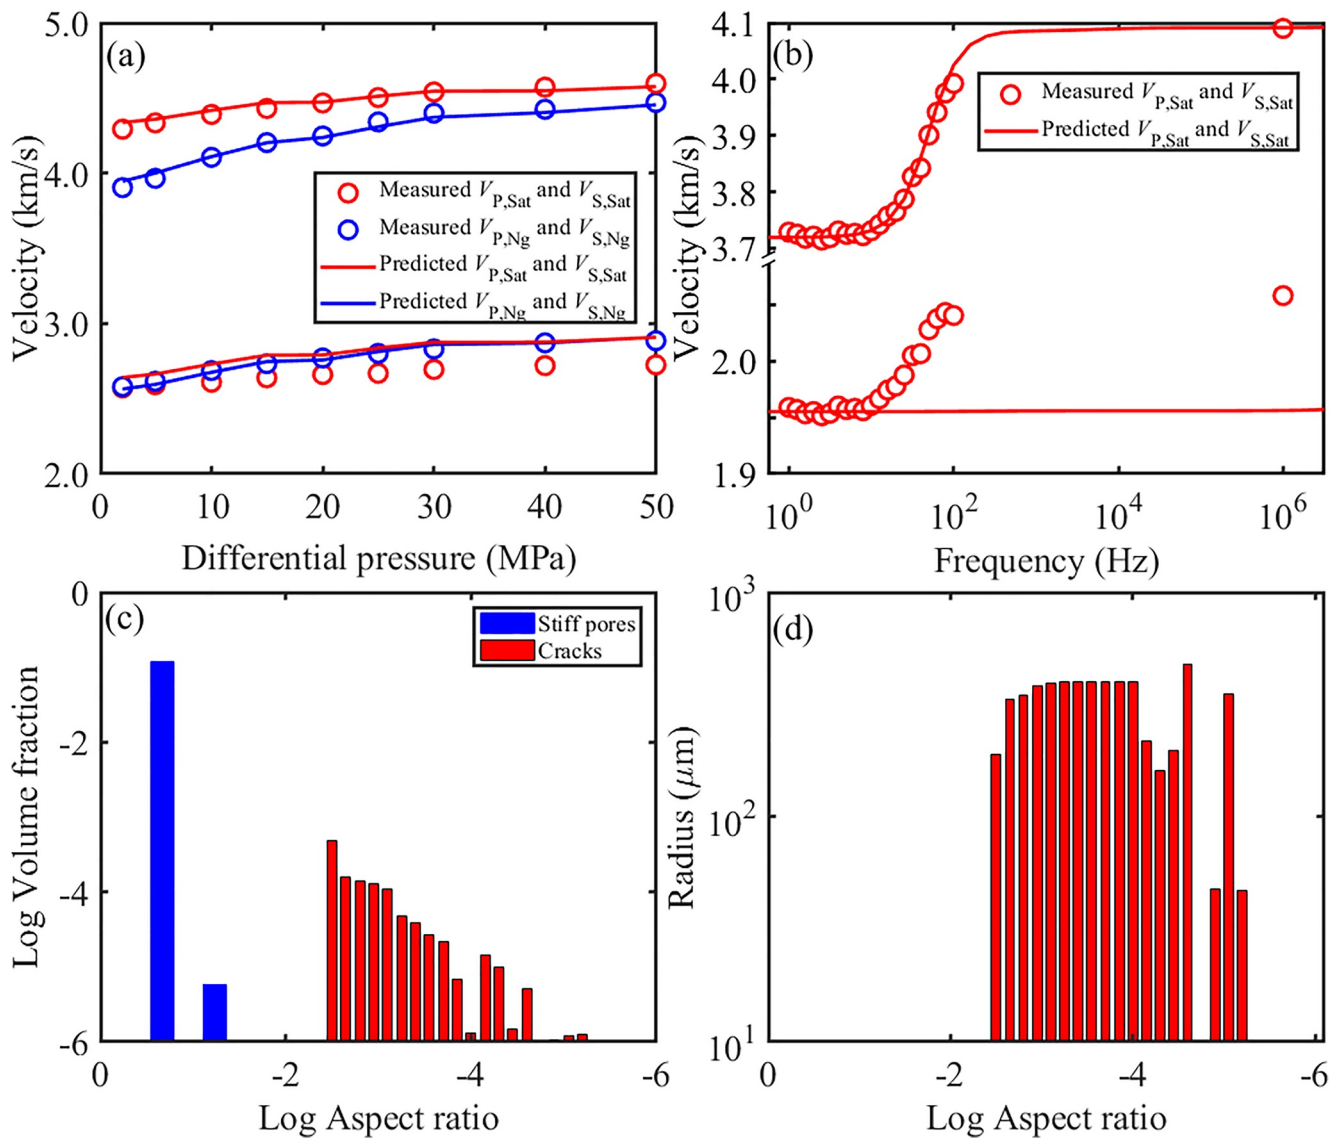 (a)
5.0
4.0
3.0
2.0
Velocity (km/s)
Measured V_P,Sat and V_S,Sat
Measured V_P,Ng and V_S,Ng
Predicted V_P,Sat and V_S,Sat
Predicted V_P,Ng and V_S,Ng
0 10 20 30 40 50
Differential pressure (MPa)
(b)
4.1
4.0
3.9
3.8
3.7
2.0
1.9
Velocity (km/s)
Measured V_P,Sat and V_S,Sat
Predicted V_P,Sat and V_S,Sat
10^0 10^2 10^4 10^6
Frequency (Hz)
(c)
0
-2
-4
-6
Log Volume fraction
Stiff pores
Cracks
0 -2 -4 -6
Log Aspect ratio
(d)
10^3
10^2
10^1
Radius (μm)
0 -2 -4 -6
Log Aspect ratio